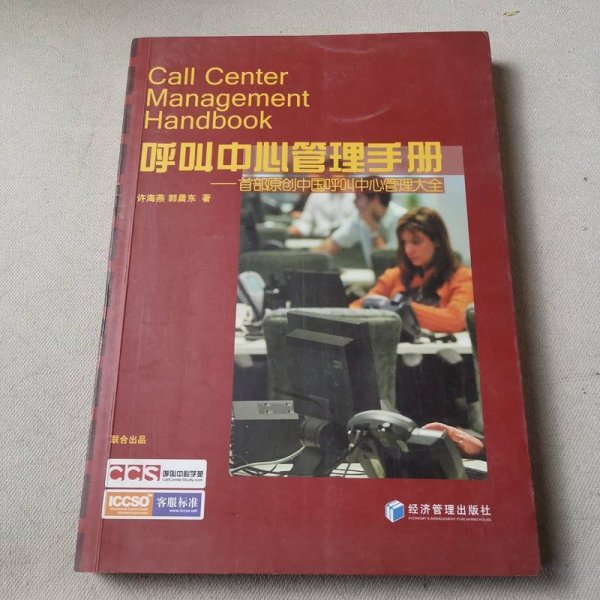 Call Center
Management
Handbook
呼叫中心管理手册
——首部原创中国呼叫中心管理大全
许海燕 郭晨东 著
联合出品
CCS 呼叫中心学苑
CallCenterStudy.com
ICCSO 客服标准
www.iccso.net
经济管理出版社
ECONOMY & MANAGEMENT PUBLISHING HOUSE